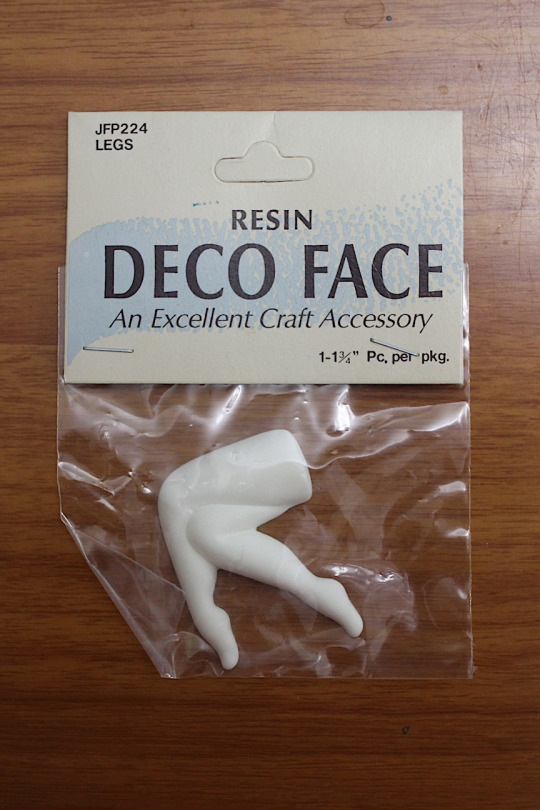 JFP224
LEGS
RESIN
DECO FACE
An Excellent Craft Accessory
1-1¾" Pc. per pkg.